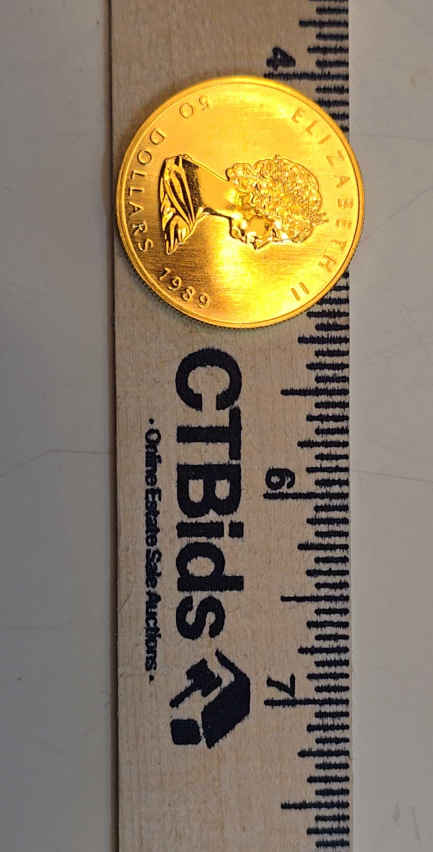 ELIZABETH II
50 DOLLARS
1989
4
CTBids
· Online Estate Sale Auctions ·
6
7